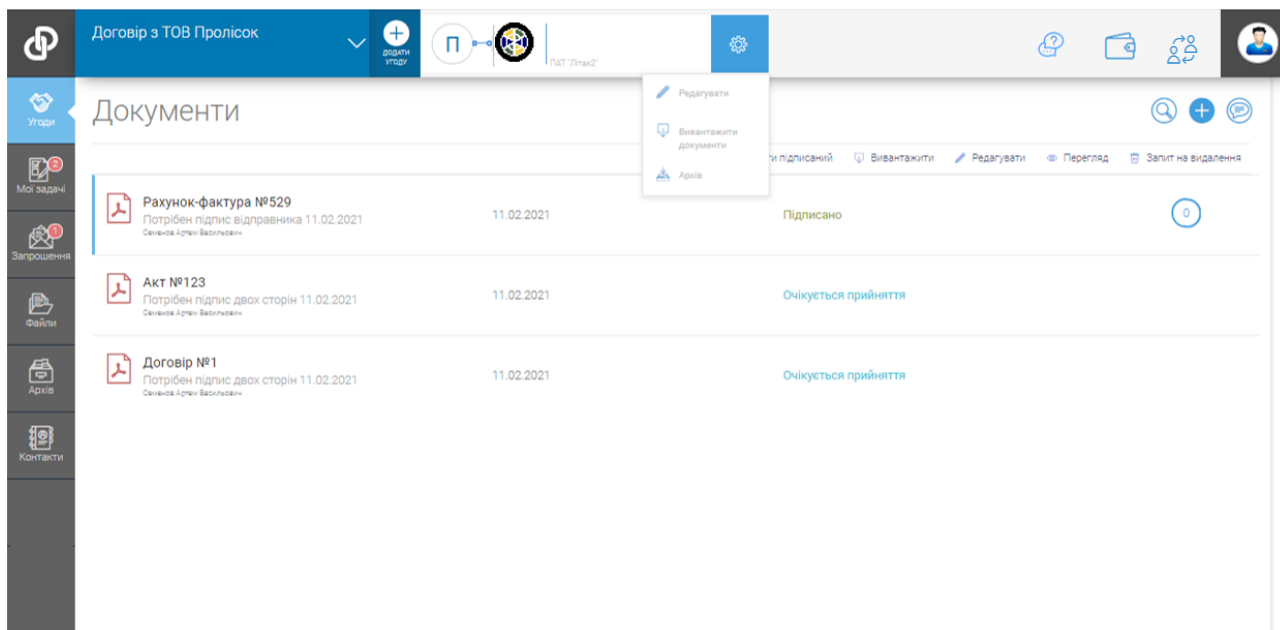 Договір з ТОВ Пролісок
ДОДАТИ
УГОДУ
П
ПАТ "Літак2"
Угоди
Документи
Редагувати
Вивантажити
документи
Архів
ти підписаний
Вивантажити
Редагувати
Перегляд
Запит на видалення
2
Мої задачі
Рахунок-фактура №529
Потрібен підпис відправника 11.02.2021
Семенов Артем Васильович
11.02.2021
Підписано
0
1
Запрошення
Акт №123
Потрібен підпис двох сторін 11.02.2021
Семенов Артем Васильович
11.02.2021
Очікується прийняття
Файли
Договір №1
Потрібен підпис двох сторін 11.02.2021
Семенов Артем Васильович
11.02.2021
Очікується прийняття
Архів
Контакти